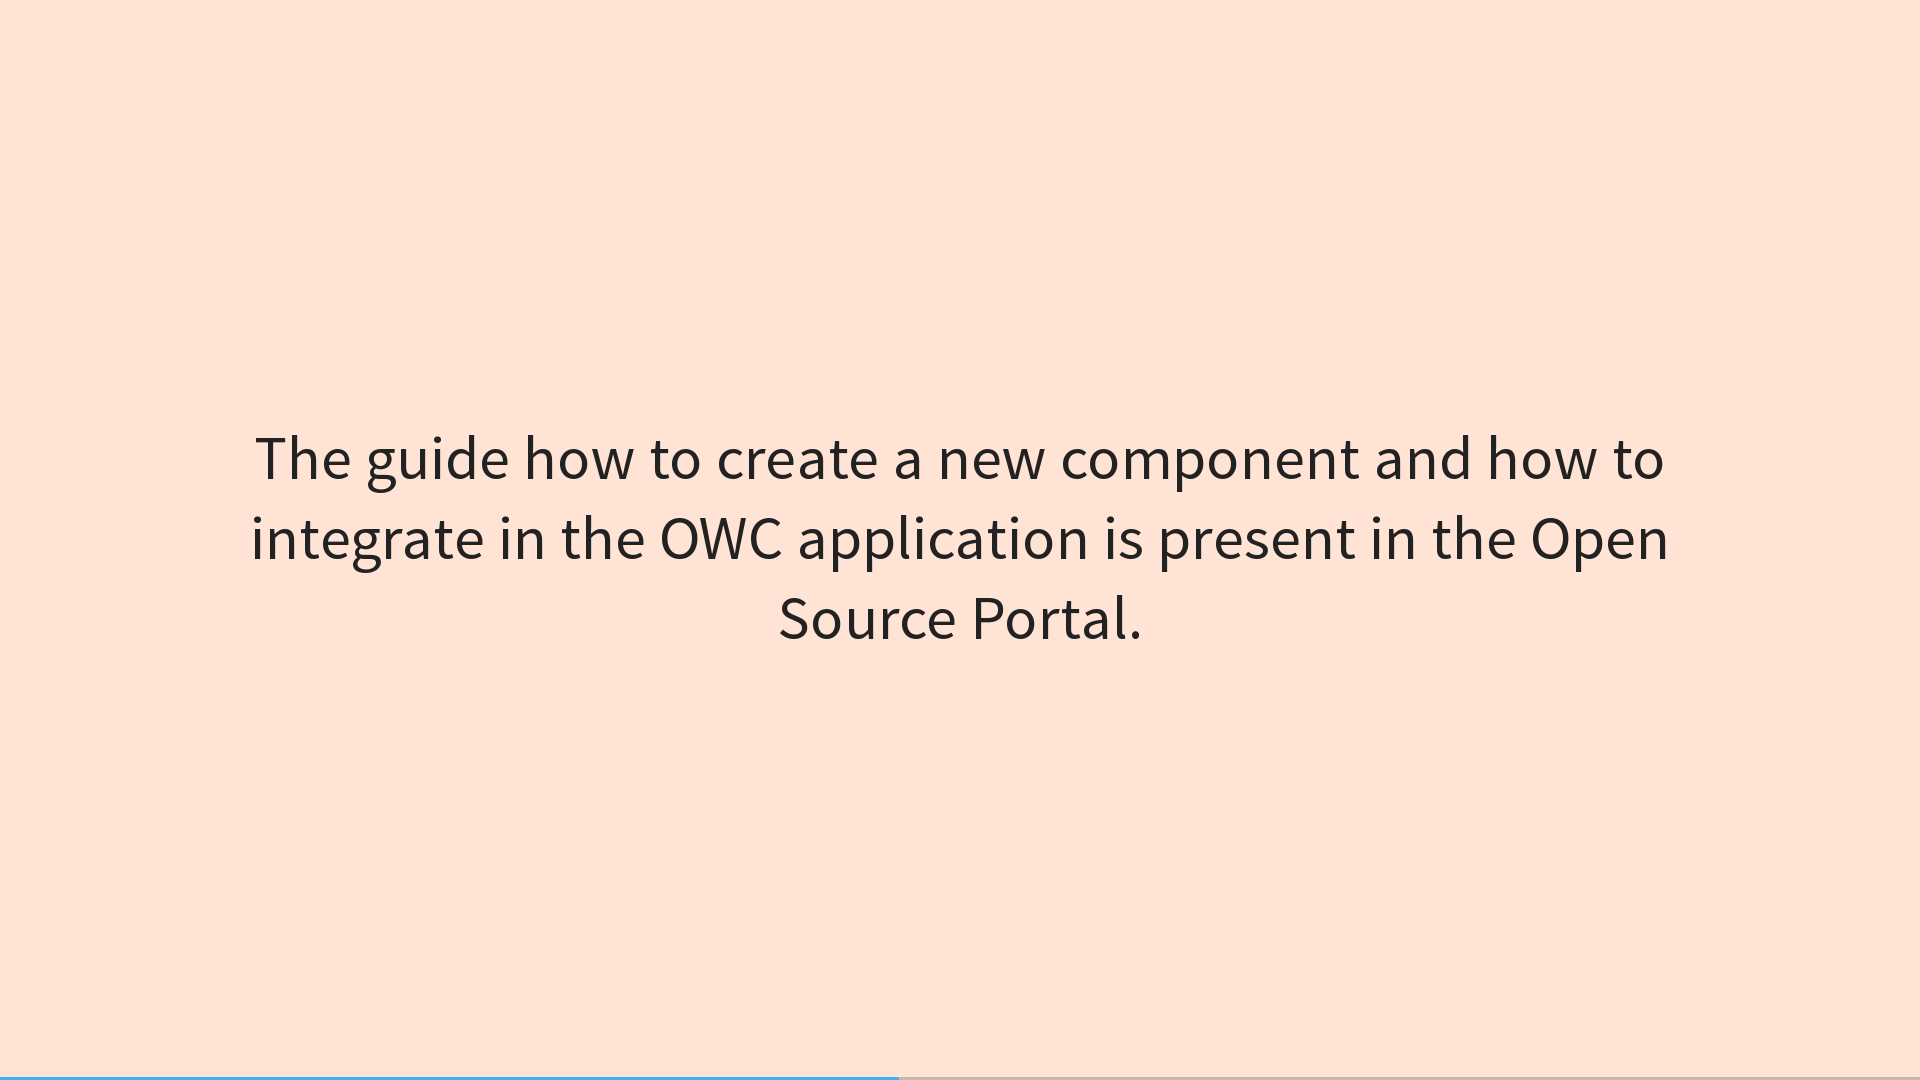 The guide how to create a new component and how to
integrate in the OWC application is present in the Open
Source Portal.